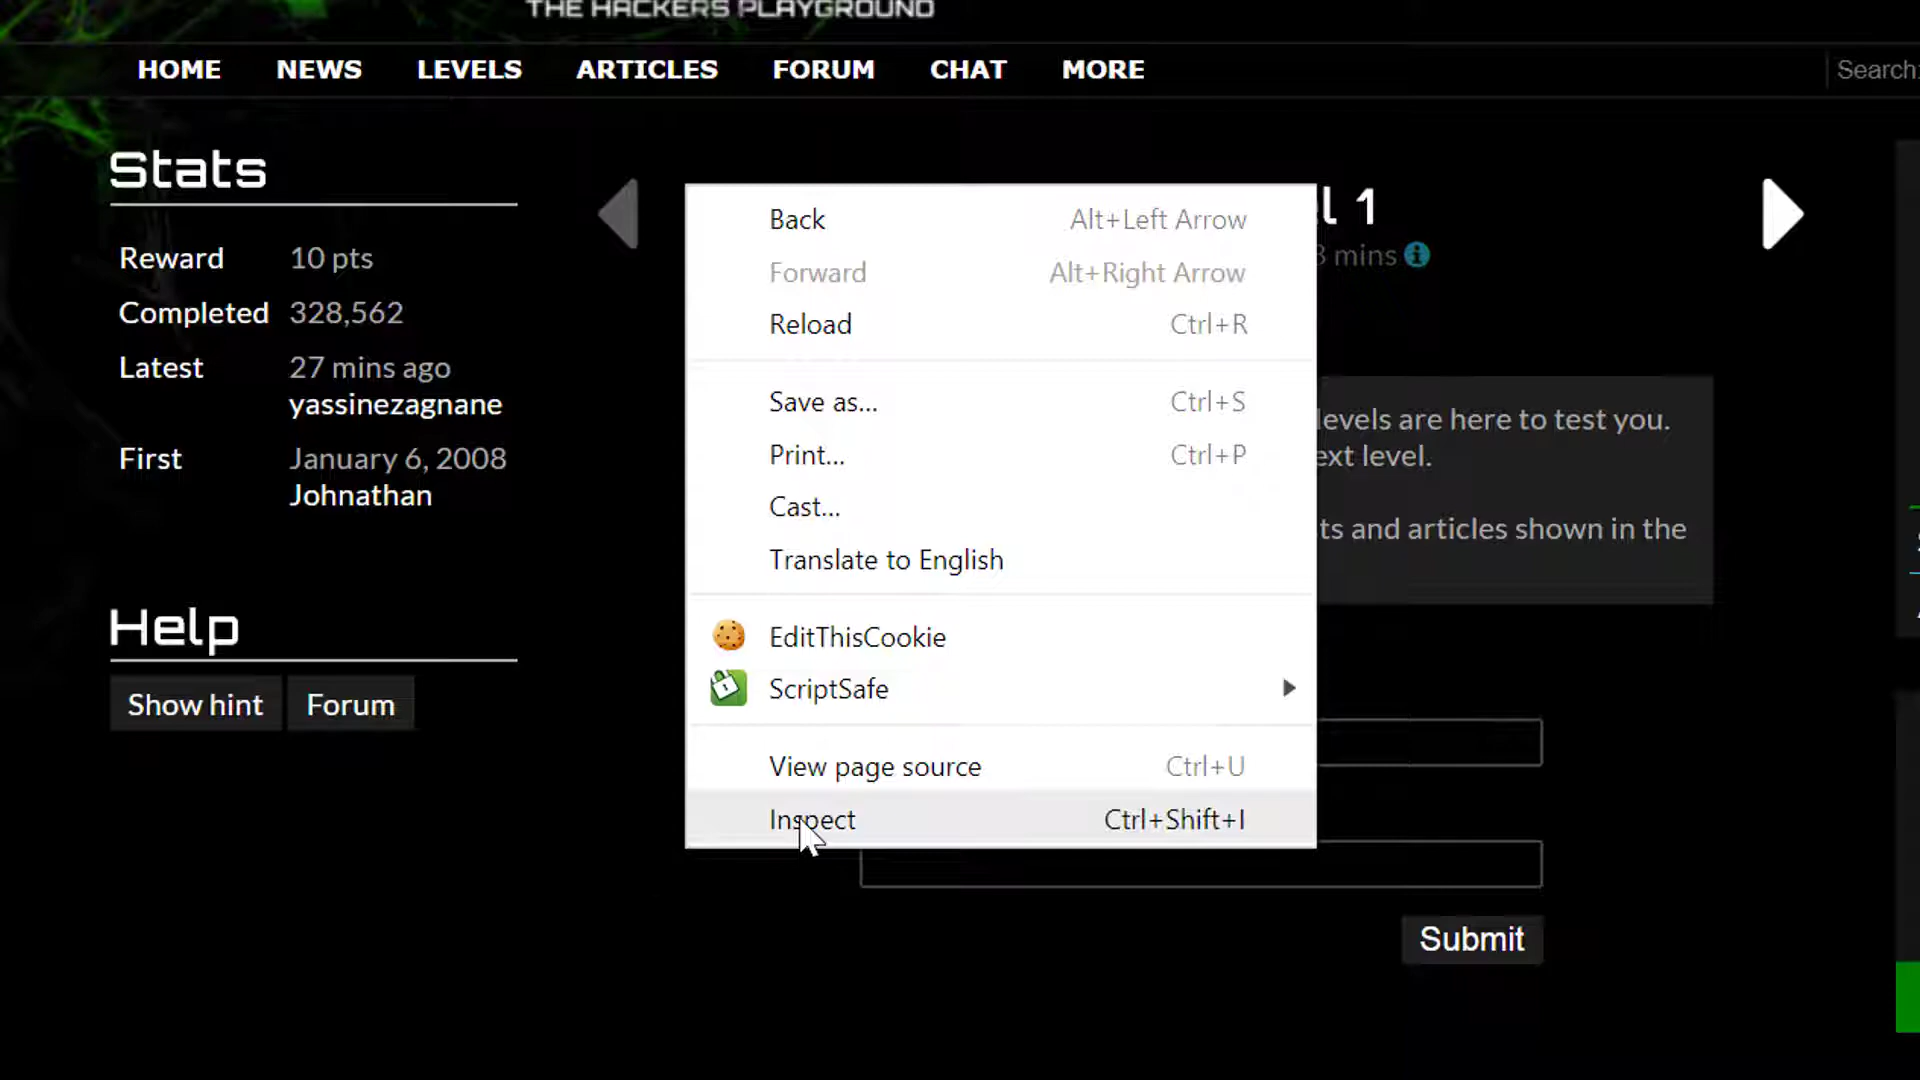 THE HACKERS PLAYGROUND
HOME NEWS LEVELS ARTICLES FORUM CHAT MORE Search:
Stats
Reward 10 pts
Completed 328,562
Latest 27 mins ago
yassinezagnane
First January 6, 2008
Johnathan
Help
Show hint Forum
l 1
3 mins
levels are here to test you.
ext level.
ts and articles shown in the
Back Alt+Left Arrow
Forward Alt+Right Arrow
Reload Ctrl+R
Save as... Ctrl+S
Print... Ctrl+P
Cast...
Translate to English
EditThisCookie
ScriptSafe
View page source Ctrl+U
Inspect Ctrl+Shift+I
Submit